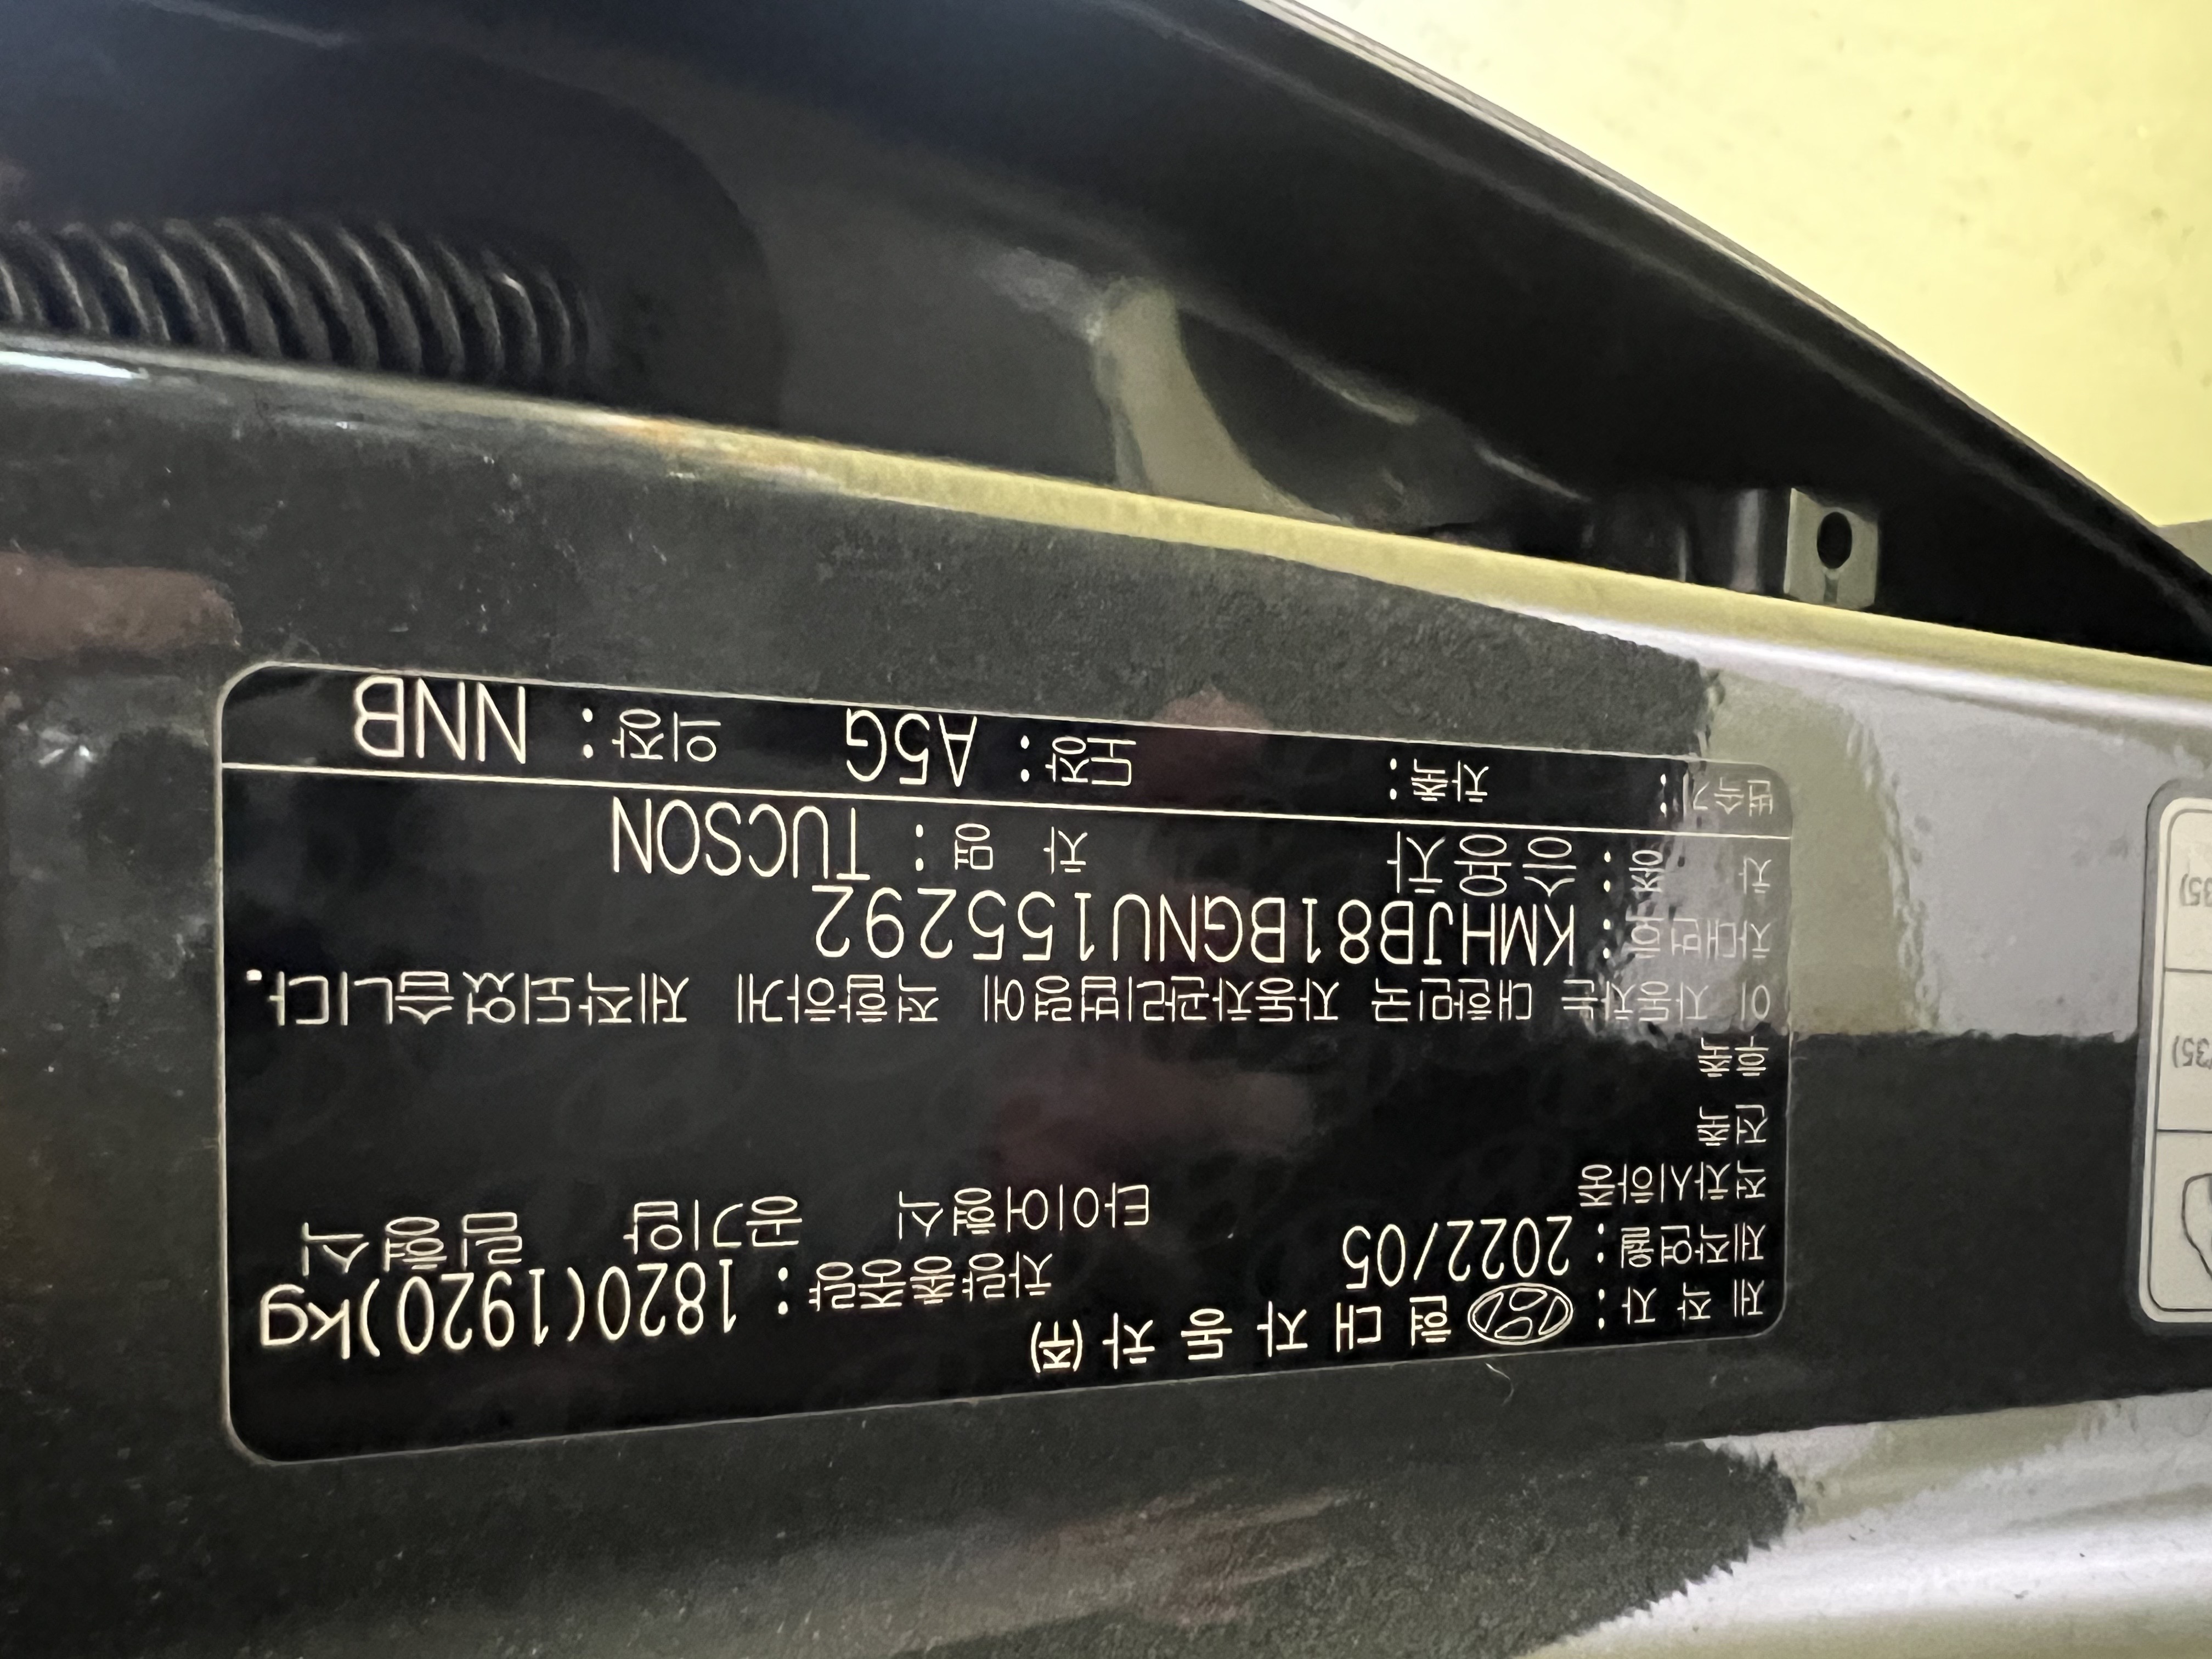 제 작 자 : 현 대 자 동 차 ㈜
제작연월 : 2022/05 차량총중량 : 1820(1920)kg
적차시하중 타이어형식 공기압 림형식
전축
후축
이 자동차는 대한민국 자동차관리법령에 적합하게 제작되었습니다.
차대번호 : KMHJB81BGNU155292
차 종 : 승용차 차 명 : TUCSON
변속기 : 차축 : 도장 : A5G 의장 : NNB